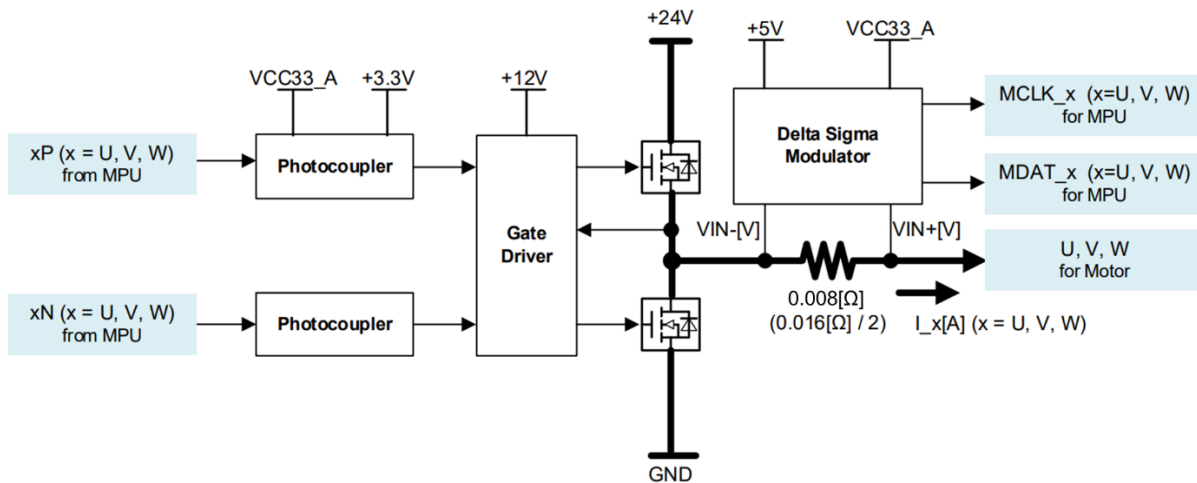 +24V
+5V
VCC33_A
VCC33_A
+3.3V
+12V
MCLK_x (x=U, V, W)
for MPU
Delta Sigma
Modulator
xP (x = U, V, W)
from MPU
Photocoupler
MDAT_x (x=U, V, W)
for MPU
Gate
Driver
VIN-[V]
VIN+[V]
U, V, W
for Motor
0.008[Ω]
(0.016[Ω] / 2)
I_x[A] (x = U, V, W)
xN (x = U, V, W)
from MPU
Photocoupler
GND